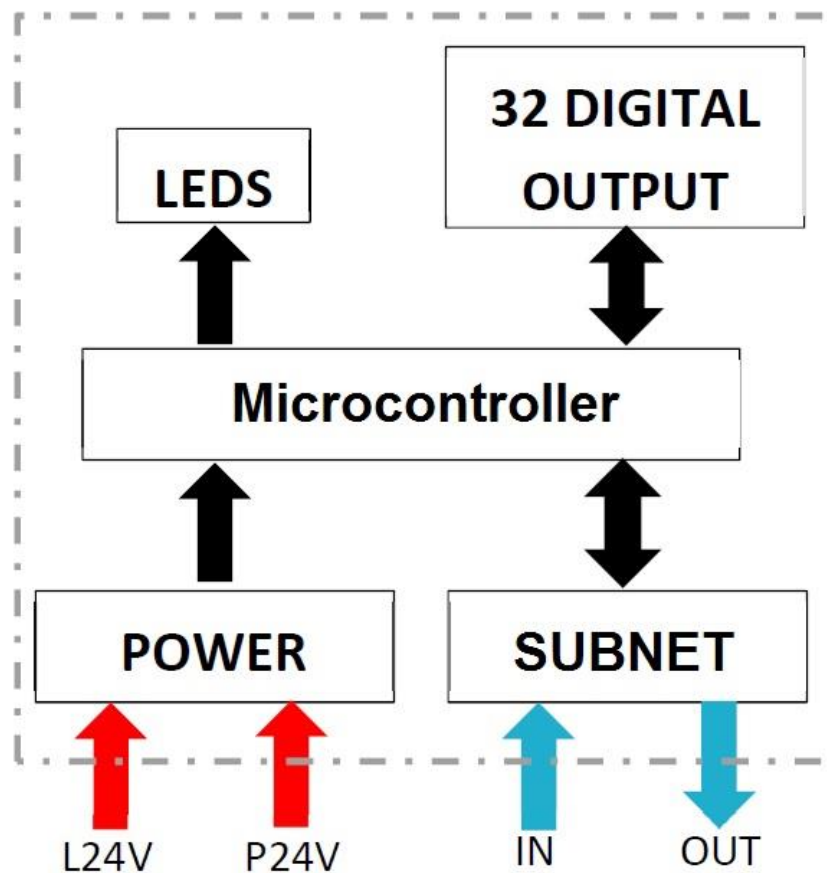 32 DIGITAL
OUTPUT
LEDS
Microcontroller
POWER
SUBNET
L24V
P24V
IN
OUT